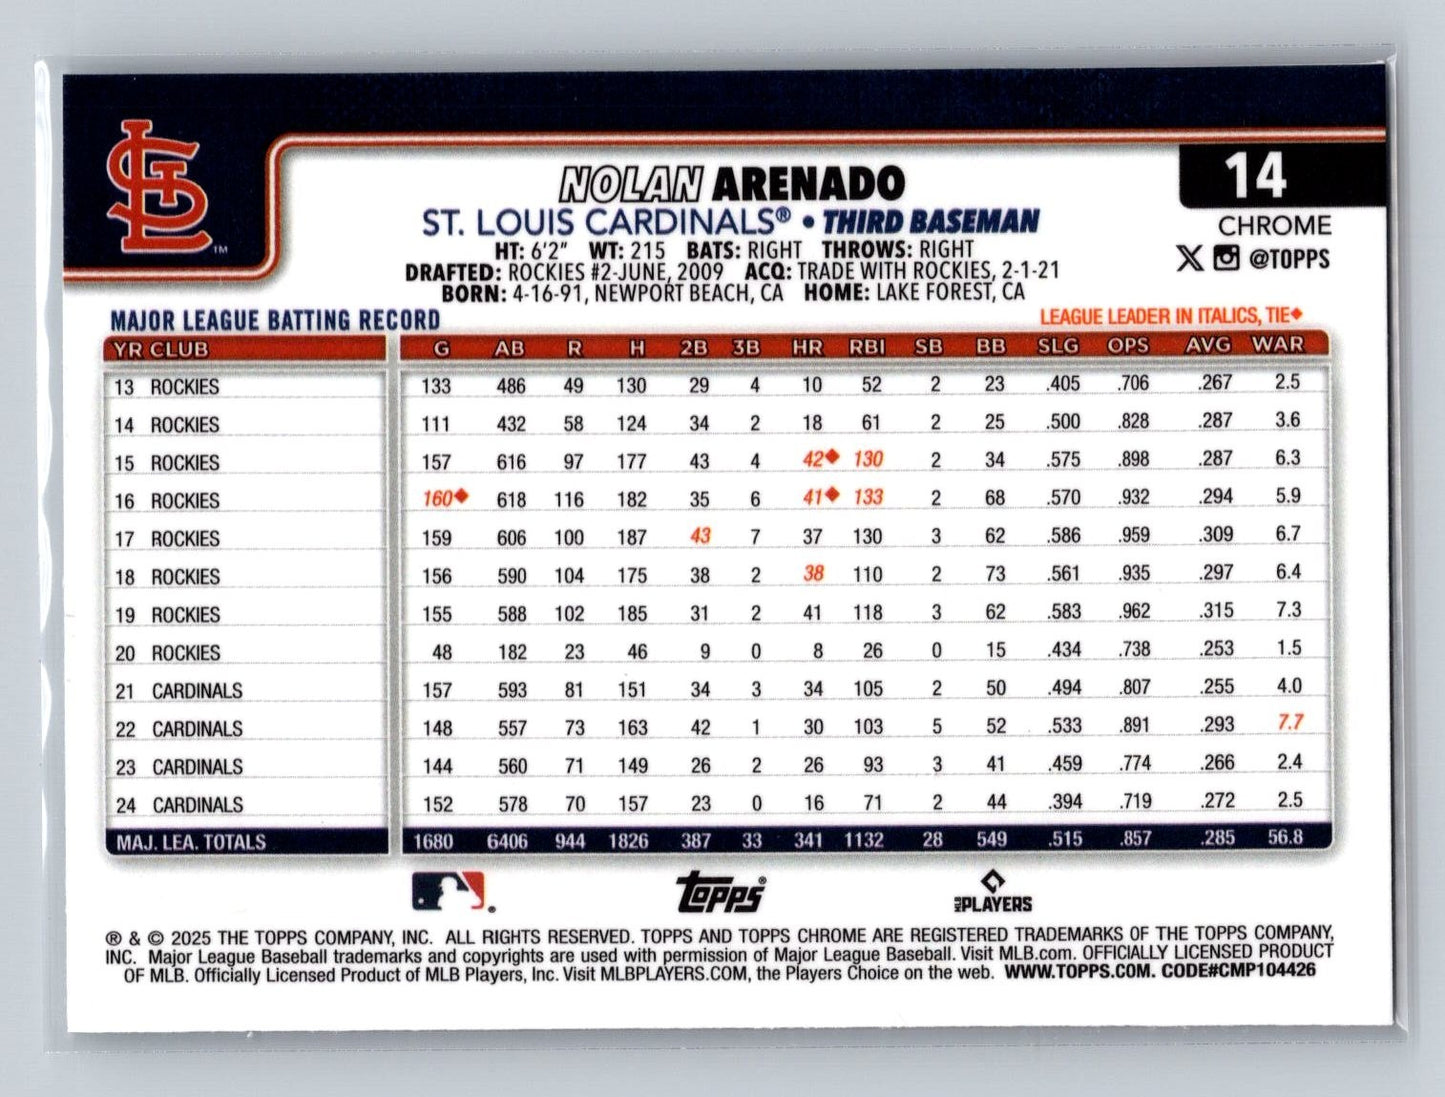 STL™
14
NOLAN ARENADO
ST. LOUIS CARDINALS® • THIRD BASEMAN
CHROME
HT: 6'2" WT: 215 BATS: RIGHT THROWS: RIGHT
@TOPPS
DRAFTED: ROCKIES #2-JUNE, 2009 ACQ: TRADE WITH ROCKIES, 2-1-21
BORN: 4-16-91, NEWPORT BEACH, CA HOME: LAKE FOREST, CA
MAJOR LEAGUE BATTING RECORD
LEAGUE LEADER IN ITALICS, TIE♦
YR CLUB G AB R H 2B 3B HR RBI SB BB SLG OPS AVG WAR
13 ROCKIES 133 486 49 130 29 4 10 52 2 23 .405 .706 .267 2.5
14 ROCKIES 111 432 58 124 34 2 18 61 2 25 .500 .828 .287 3.6
15 ROCKIES 157 616 97 177 43 4 42♦ 130 2 34 .575 .898 .287 6.3
16 ROCKIES 160♦ 618 116 182 35 6 41♦ 133 2 68 .570 .932 .294 5.9
17 ROCKIES 159 606 100 187 43 7 37 130 3 62 .586 .959 .309 6.7
18 ROCKIES 156 590 104 175 38 2 38 110 2 73 .561 .935 .297 6.4
19 ROCKIES 155 588 102 185 31 2 41 118 3 62 .583 .962 .315 7.3
20 ROCKIES 48 182 23 46 9 0 8 26 0 15 .434 .738 .253 1.5
21 CARDINALS 157 593 81 151 34 3 34 105 2 50 .494 .807 .255 4.0
22 CARDINALS 148 557 73 163 42 1 30 103 5 52 .533 .891 .293 7.7
23 CARDINALS 144 560 71 149 26 2 26 93 3 41 .459 .774 .266 2.4
24 CARDINALS 152 578 70 157 23 0 16 71 2 44 .394 .719 .272 2.5
MAJ. LEA. TOTALS 1680 6406 944 1826 387 33 341 1132 28 549 .515 .857 .285 56.8
Topps®
MLB PLAYERS
® & © 2025 THE TOPPS COMPANY, INC. ALL RIGHTS RESERVED. TOPPS AND TOPPS CHROME ARE REGISTERED TRADEMARKS OF THE TOPPS COMPANY,
INC. Major League Baseball trademarks and copyrights are used with permission of Major League Baseball. Visit MLB.com. OFFICIALLY LICENSED PRODUCT
OF MLB. Officially Licensed Product of MLB Players, Inc. Visit MLBPLAYERS.COM, the Players Choice on the web. WWW.TOPPS.COM. CODE#CMP104426